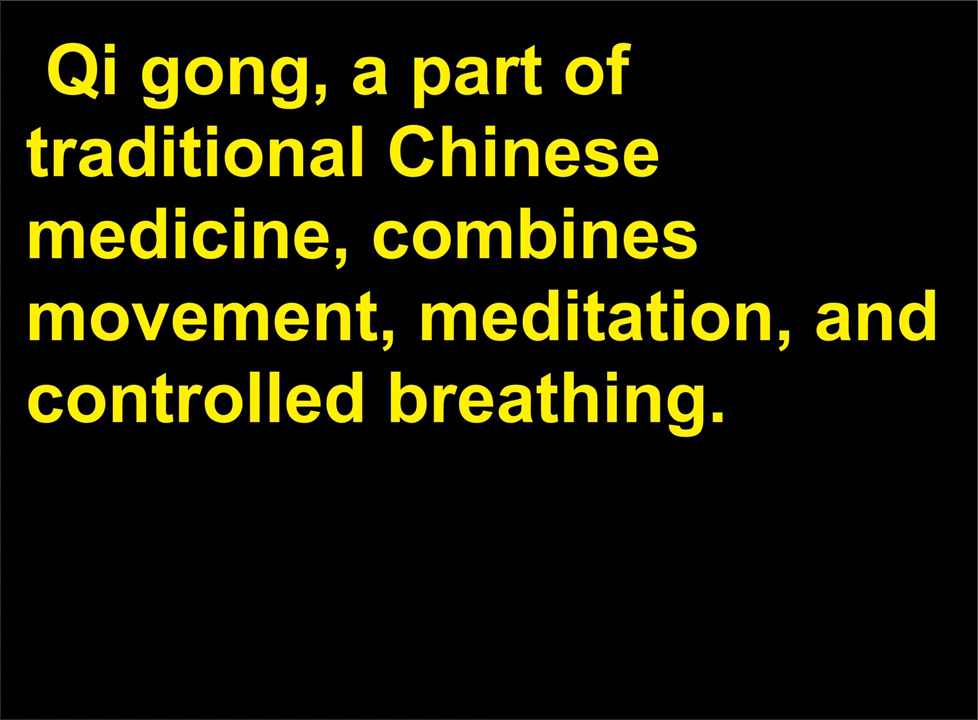 Qi gong, a part of
traditional Chinese
medicine, combines
movement, meditation, and
controlled breathing.